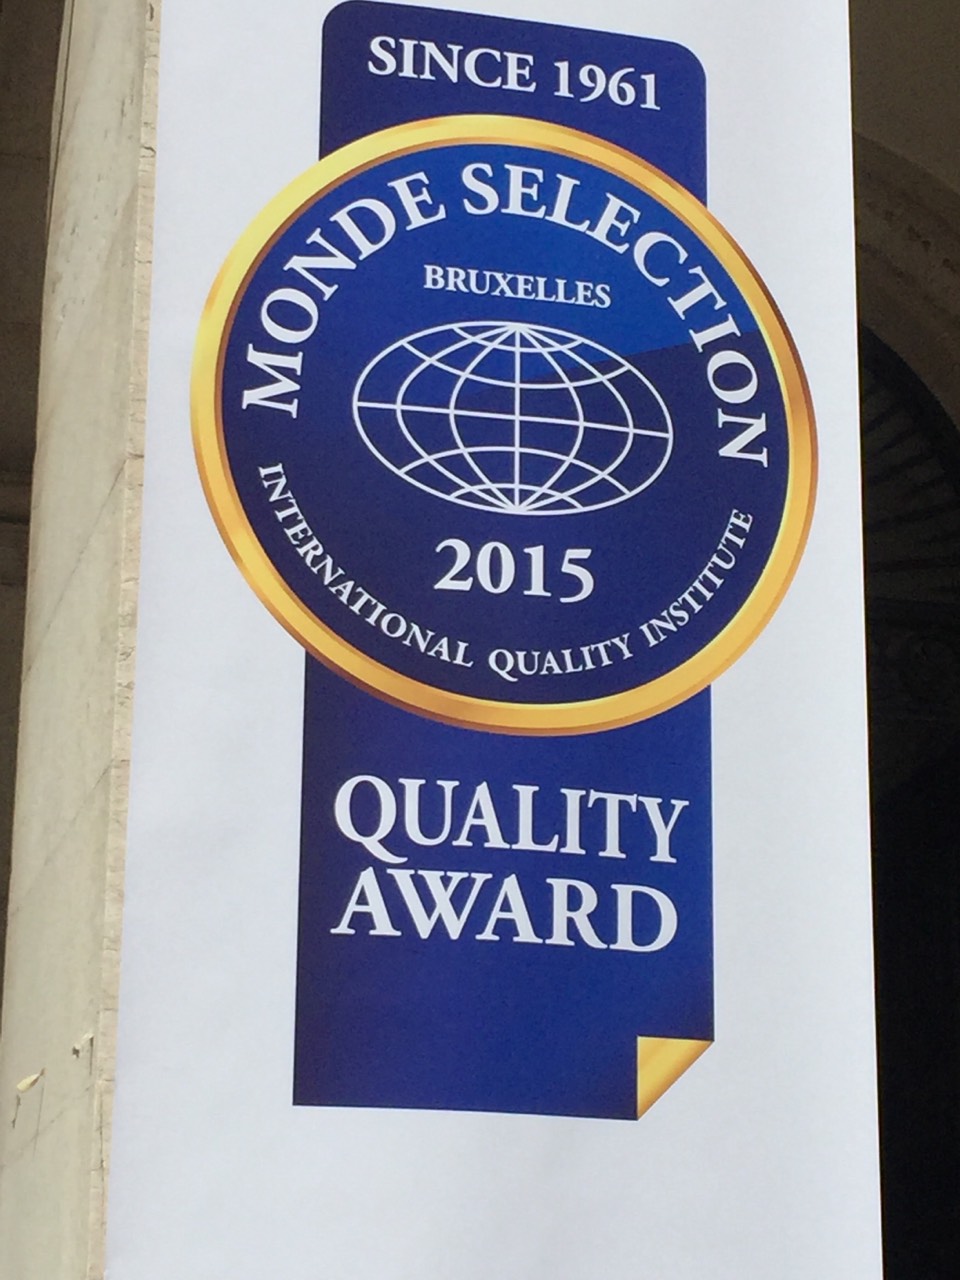 SINCE 1961
MONDE SELECTION
BRUXELLES
2015
INTERNATIONAL QUALITY INSTITUTE
QUALITY
AWARD